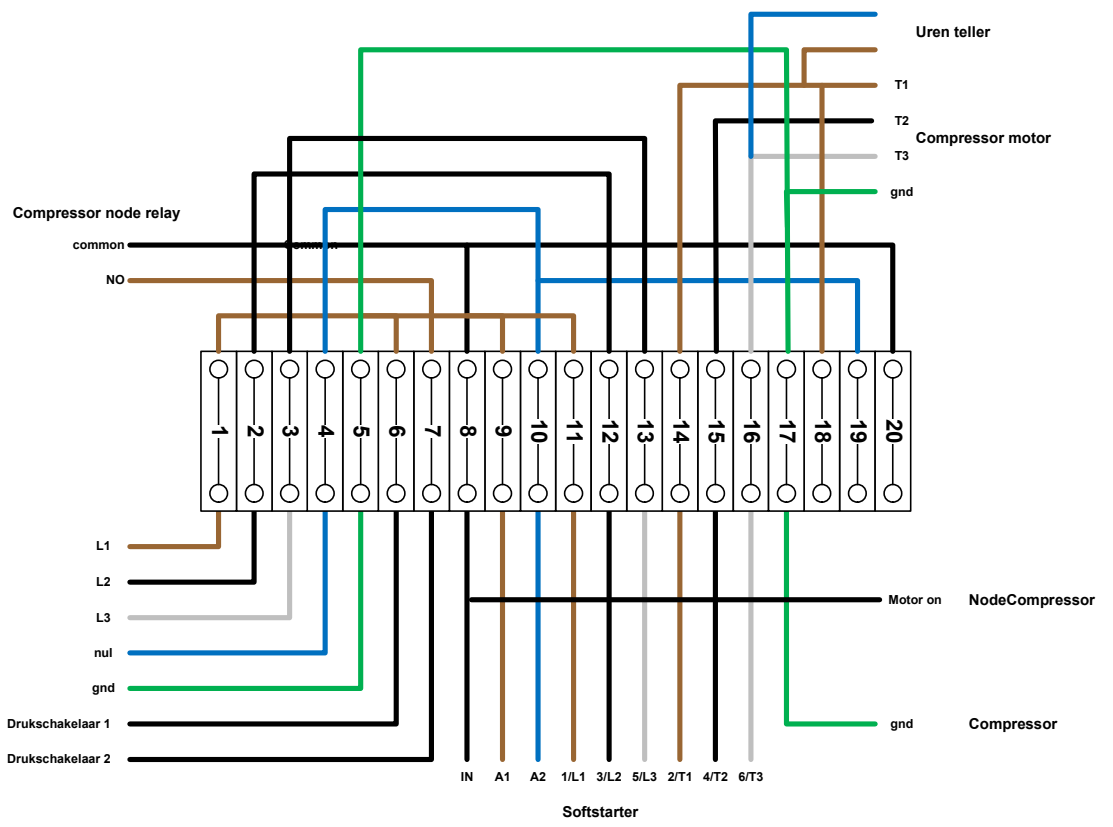 Uren teller
T1
T2
Compressor motor
T3
gnd
Compressor node relay
common
Common
NO
1
2
3
4
5
6
7
8
9
10
11
12
13
14
15
16
17
18
19
20
L1
L2
L3
nul
gnd
Drukschakelaar 1
Drukschakelaar 2
Motor on
NodeCompressor
gnd
Compressor
IN
A1
A2
1/L1
3/L2
5/L3
2/T1
4/T2
6/T3
Softstarter